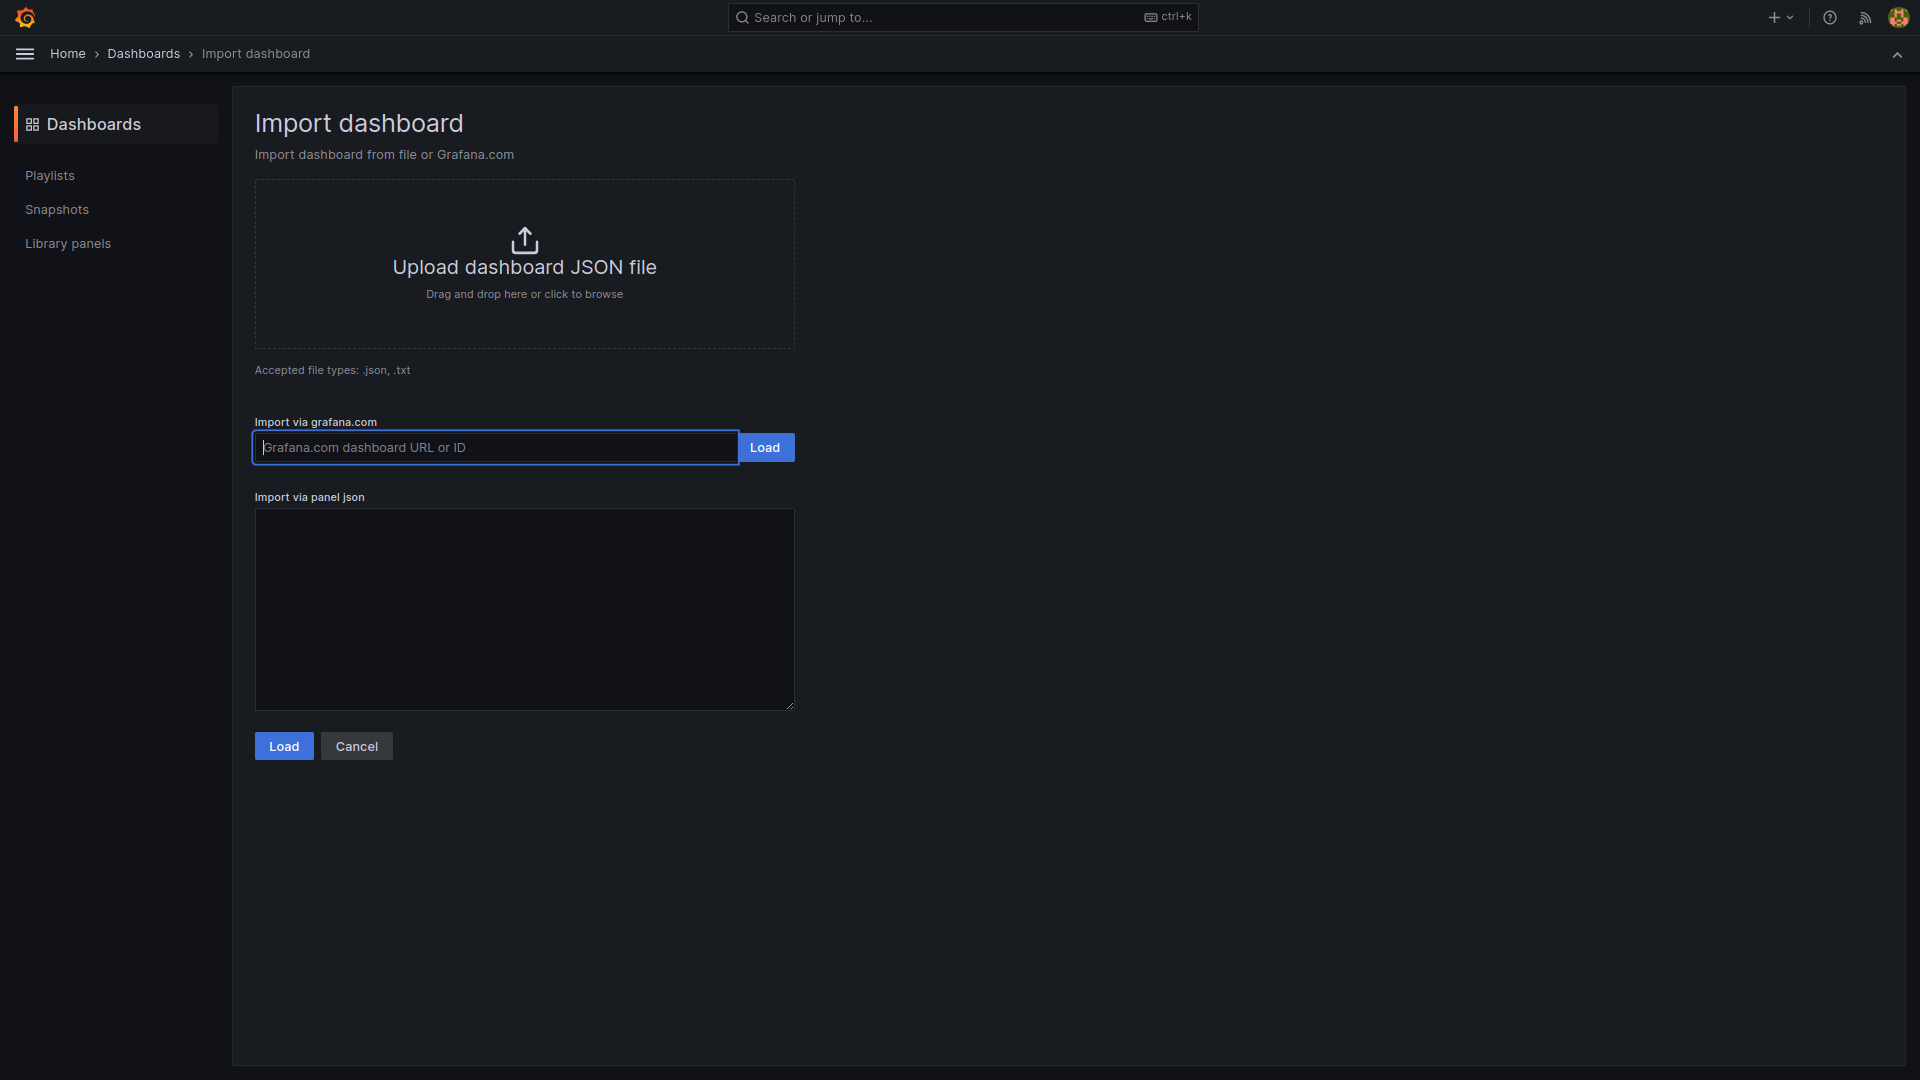 Search or jump to...
ctrl+k
Home › Dashboards › Import dashboard
Dashboards
Playlists
Snapshots
Library panels
Import dashboard
Import dashboard from file or Grafana.com
Upload dashboard JSON file
Drag and drop here or click to browse
Accepted file types: .json, .txt
Import via grafana.com
Grafana.com dashboard URL or ID
Load
Import via panel json
Load
Cancel